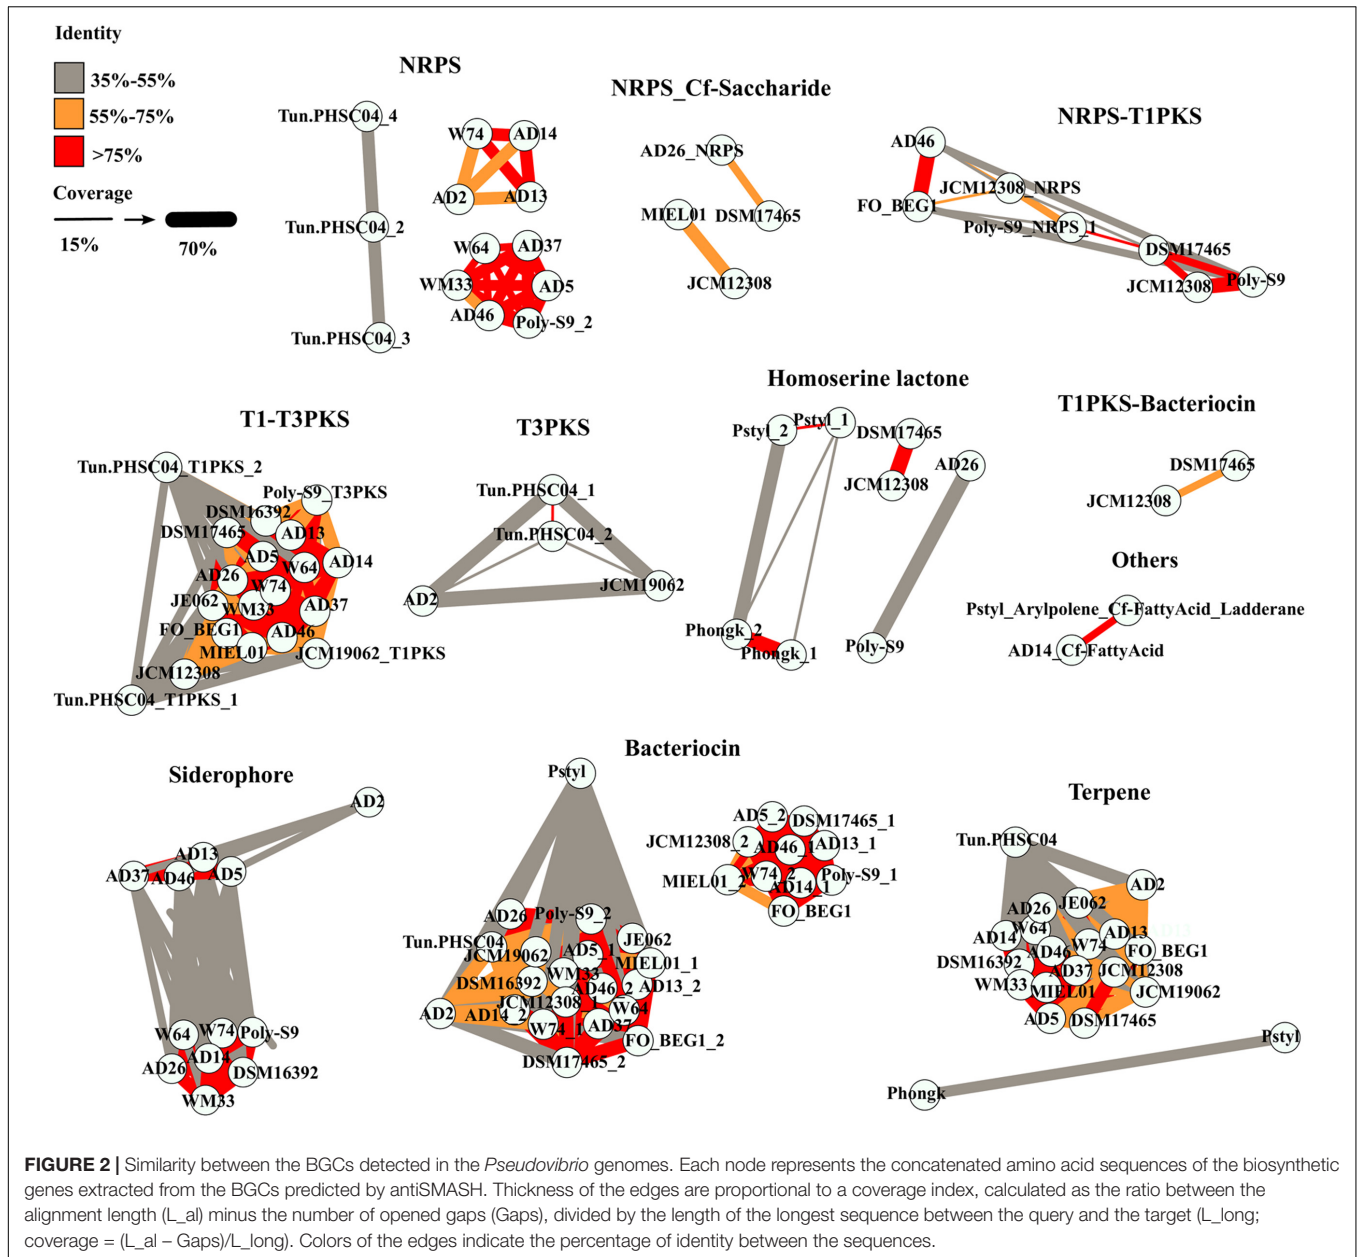 Identity
35%-55%
55%-75%
>75%
Coverage
15%
70%
NRPS
Tun.PHSC04_4
Tun.PHSC04_2
Tun.PHSC04_3
W74
AD14
AD2
AD13
W64
AD37
WM33
AD5
AD46
Poly-S9_2
NRPS_Cf-Saccharide
AD26_NRPS
MIEL01
DSM17465
JCM12308
NRPS-T1PKS
AD46
JCM12308_NRPS
FO_BEG1
Poly-S9_NRPS_1
DSM17465
JCM12308
Poly-S9
T1-T3PKS
Tun.PHSC04_T1PKS_2
Poly-S9_T3PKS
DSM16392
DSM17465
AD13
AD5
W64
AD14
AD26
W74
JE062
WM33
AD37
FO_BEG1
AD46
MIEL01
JCM19062_T1PKS
JCM12308
Tun.PHSC04_T1PKS_1
T3PKS
Tun.PHSC04_1
Tun.PHSC04_2
AD2
JCM19062
Homoserine lactone
Pstyl_2
Pstyl_1
DSM17465
AD26
JCM12308
Phongk_2
Phongk_1
Poly-S9
T1PKS-Bacteriocin
DSM17465
JCM12308
Others
Pstyl_Arylpolene_Cf-FattyAcid_Ladderane
AD14_Cf-FattyAcid
Siderophore
AD2
AD13
AD37
AD46
AD5
W64
W74
Poly-S9
AD14
AD26
DSM16392
WM33
Bacteriocin
Pstyl
AD26
Poly-S9_2
Tun.PHSC04
JCM19062
AD5_1
JE062
MIEL01_1
WM33
DSM16392
AD46_2
AD13_2
JCM12308_1
AD2
AD14_2
W64
W74_1
AD37
FO_BEG1_2
DSM17465_2
AD5_2
DSM17465_1
JCM12308_2
AD46_1
AD13_1
MIEL01_2
W74_2
AD14_1
Poly-S9_1
FO_BEG1
Terpene
Tun.PHSC04
AD2
JE062
AD26
W64
AD14
AD13
W74
AD46
FO_BEG1
DSM16392
AD37
JCM12308
WM33
MIEL01
JCM19062
AD5
DSM17465
Pstyl
Phongk
FIGURE 2 | Similarity between the BGCs detected in the Pseudovibrio genomes. Each node represents the concatenated amino acid sequences of the biosynthetic
genes extracted from the BGCs predicted by antiSMASH. Thickness of the edges are proportional to a coverage index, calculated as the ratio between the
alignment length (L_al) minus the number of opened gaps (Gaps), divided by the length of the longest sequence between the query and the target (L_long;
coverage = (L_al – Gaps)/L_long). Colors of the edges indicate the percentage of identity between the sequences.